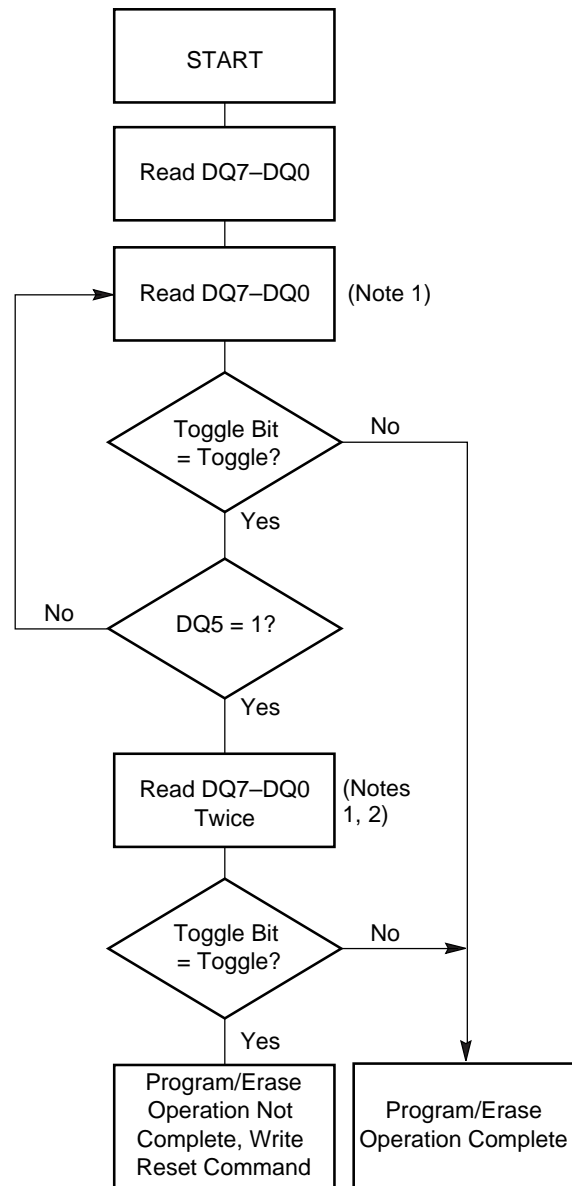 START
Read DQ7–DQ0
Read DQ7–DQ0
(Note 1)
Toggle Bit
= Toggle?
No
Yes
No
DQ5 = 1?
Yes
Read DQ7–DQ0
Twice
(Notes
1, 2)
Toggle Bit
= Toggle?
No
Yes
Program/Erase
Operation Not
Complete, Write
Reset Command
Program/Erase
Operation Complete